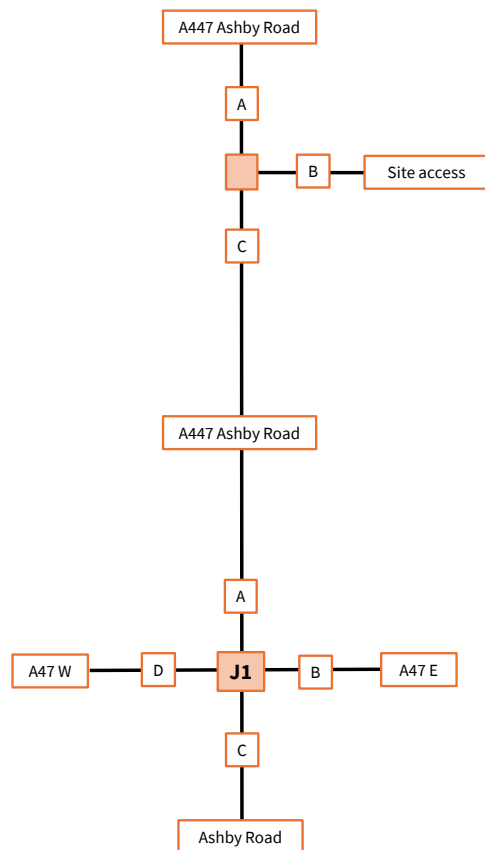 A447 Ashby Road
A
B
Site access
C
A447 Ashby Road
A
A47 W
D
J1
B
A47 E
C
Ashby Road